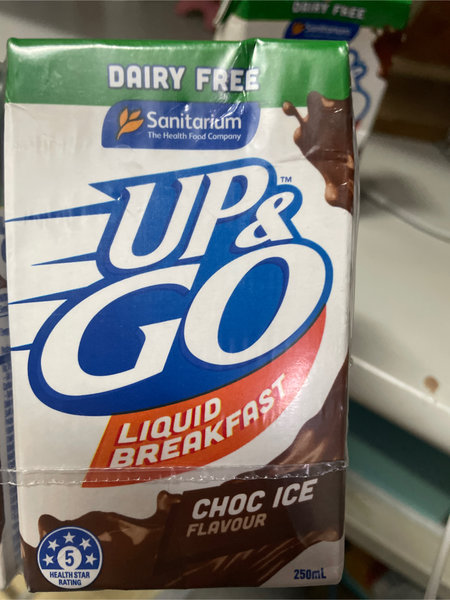 DAIRY FREE
DAIRY FREE
Sanitarium
Sanitarium
The Health Food Company
UP&™
GO
LIQUID
BREAKFAST
CHOC ICE
FLAVOUR
5
HEALTH STAR
RATING
250mL